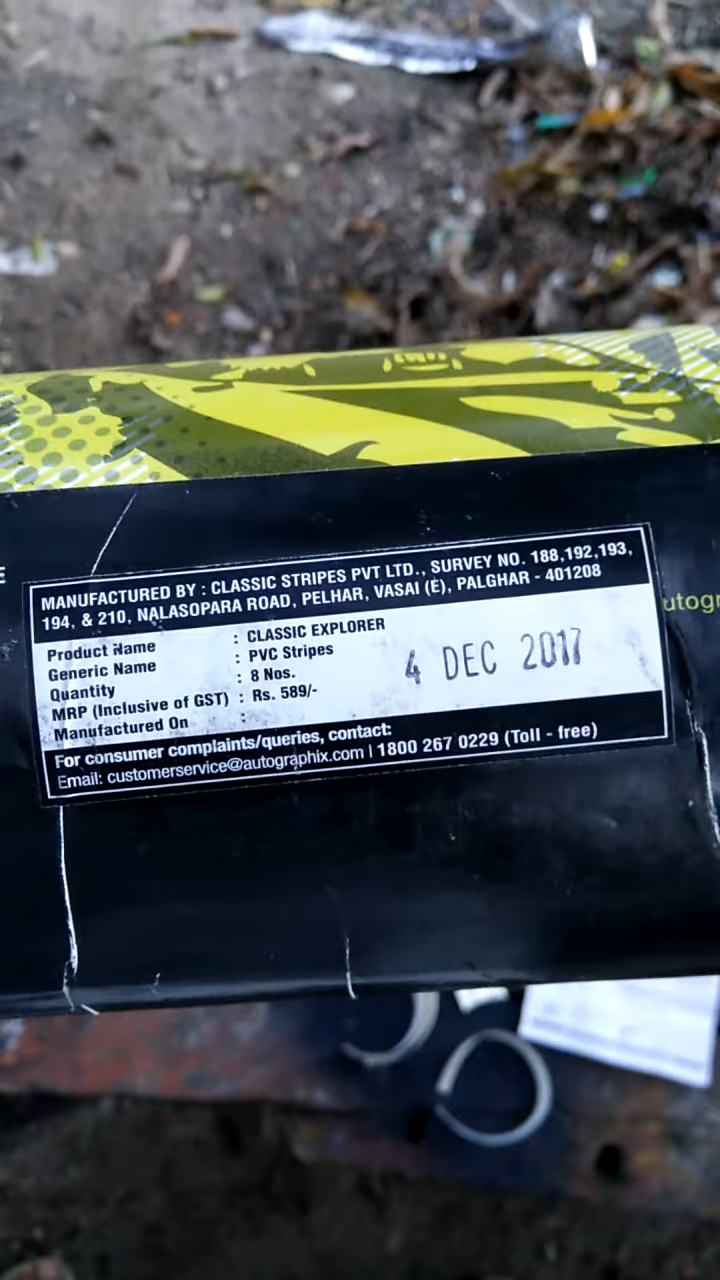 MANUFACTURED BY : CLASSIC STRIPES PVT LTD., SURVEY NO. 188,192,193,
194, & 210, NALASOPARA ROAD, PELHAR, VASAI (E), PALGHAR - 401208
Product Name : CLASSIC EXPLORER
Generic Name : PVC Stripes
Quantity : 8 Nos.
MRP (Inclusive of GST) : Rs. 589/-
Manufactured On :
4 DEC 2017
For consumer complaints/queries, contact:
Email: customerservice@autographix.com | 1800 267 0229 (Toll - free)